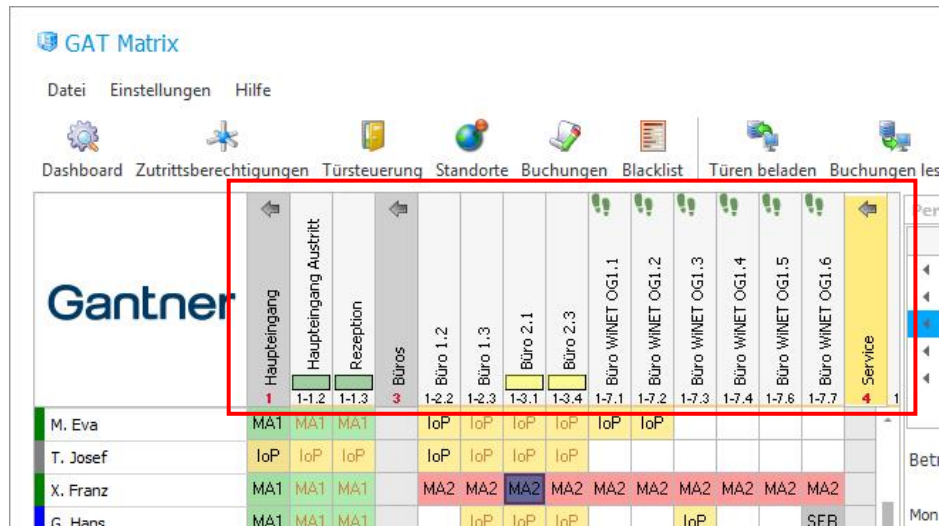 GAT Matrix
Datei Einstellungen Hilfe
Dashboard Zutrittsberechtigungen Türsteuerung Standorte Buchungen Blacklist Türen beladen Buchungen les
Per
Gantner
Haupteingang
Haupteingang Austritt
Rezeption
Büros
Büro 1.2
Büro 1.3
Büro 2.1
Büro 2.3
Büro WiNET OG1.1
Büro WiNET OG1.2
Büro WiNET OG1.3
Büro WiNET OG1.4
Büro WiNET OG1.5
Büro WiNET OG1.6
Service
1 1-1.2 1-1.3 3 1-2.2 1-2.3 1-3.1 1-3.4 1-7.1 1-7.2 1-7.3 1-7.4 1-7.6 1-7.7 4 1
M. Eva MA1 MA1 MA1 IoP IoP IoP IoP IoP IoP
T. Josef IoP IoP IoP IoP IoP IoP IoP
Betr
X. Franz MA1 MA1 MA1 MA2 MA2 MA2 MA2 MA2 MA2 MA2 MA2 MA2 MA2
G. Hans MA1 MA1 MA1 IoP IoP IoP IoP SEB
Mon